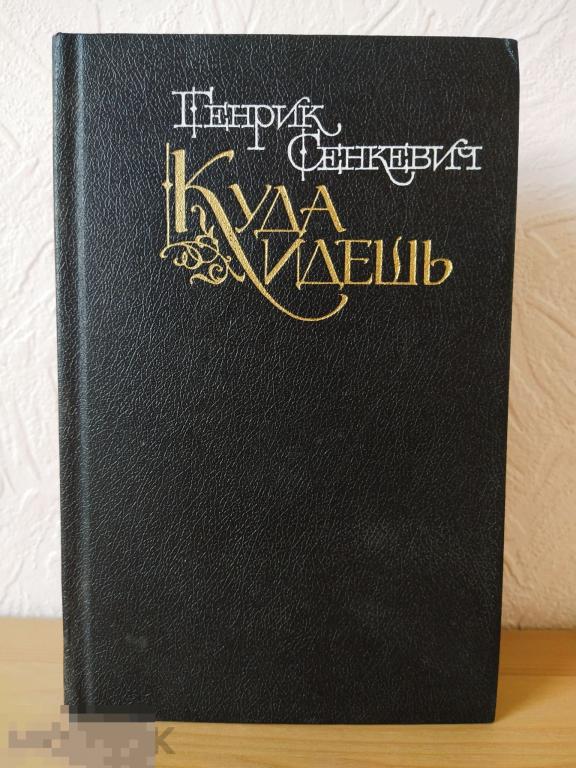 Генрик
Сенкевич
Куда
идешь